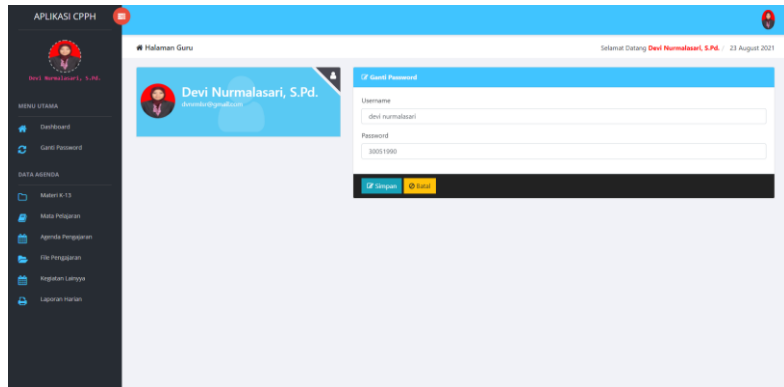 APLIKASI CPPH
Halaman Guru
Selamat Datang Devi Nurmalasari, S.Pd. / 23 August 2021
Devi Nurmalasari, S.Pd.
MENU UTAMA
Dashboard
Ganti Password
DATA AGENDA
Materi K-13
Mata Pelajaran
Agenda Pengajaran
File Pengajaran
Kegiatan Lainyya
Laporan Harian
Devi Nurmalasari, S.Pd.
Ganti Password
Username
devi nurmalasari
Password
30051990
Simpan
Batal